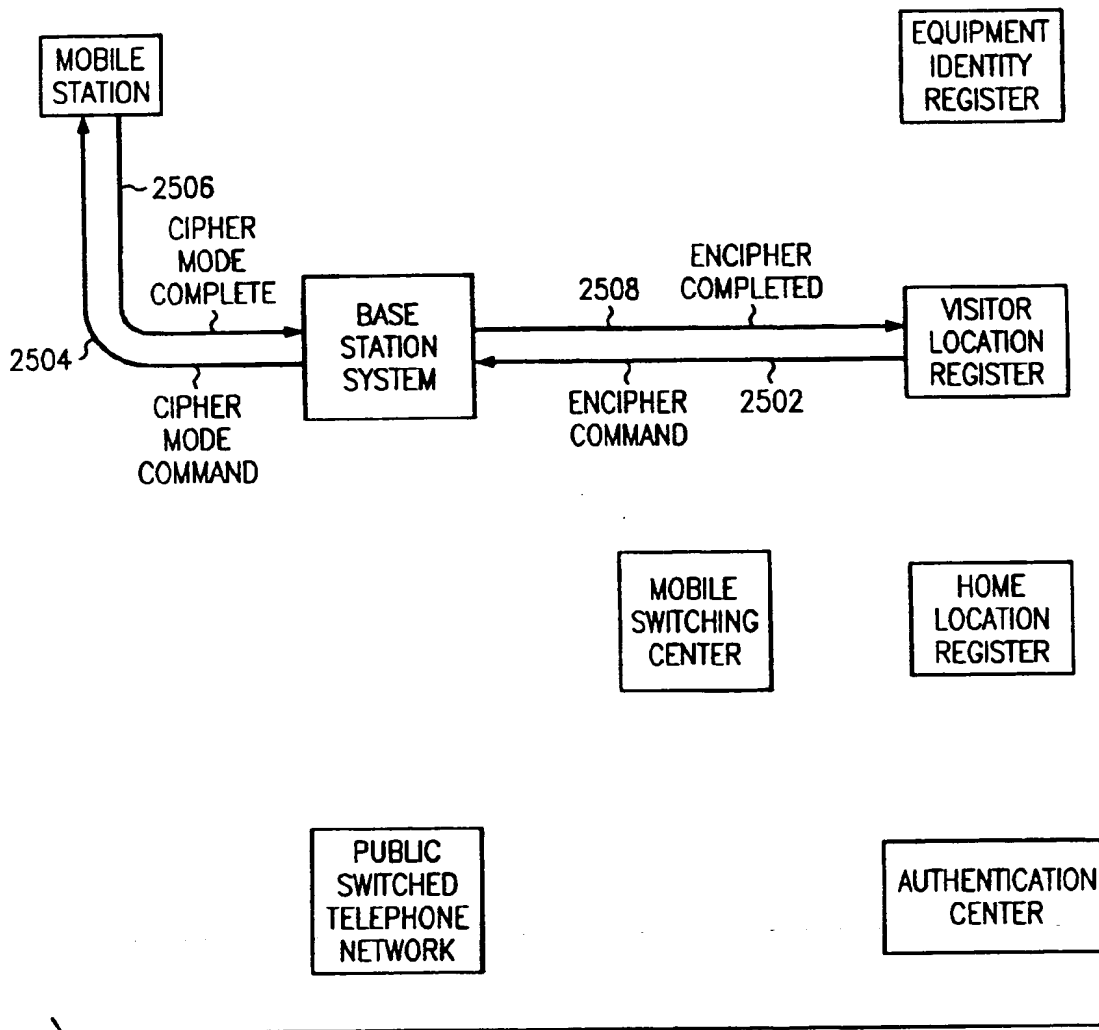 MOBILE
STATION
EQUIPMENT
IDENTITY
REGISTER
2506
CIPHER
MODE
COMPLETE
2504
CIPHER
MODE
COMMAND
BASE
STATION
SYSTEM
2508
ENCIPHER
COMPLETED
ENCIPHER
COMMAND
2502
VISITOR
LOCATION
REGISTER
MOBILE
SWITCHING
CENTER
HOME
LOCATION
REGISTER
PUBLIC
SWITCHED
TELEPHONE
NETWORK
AUTHENTICATION
CENTER